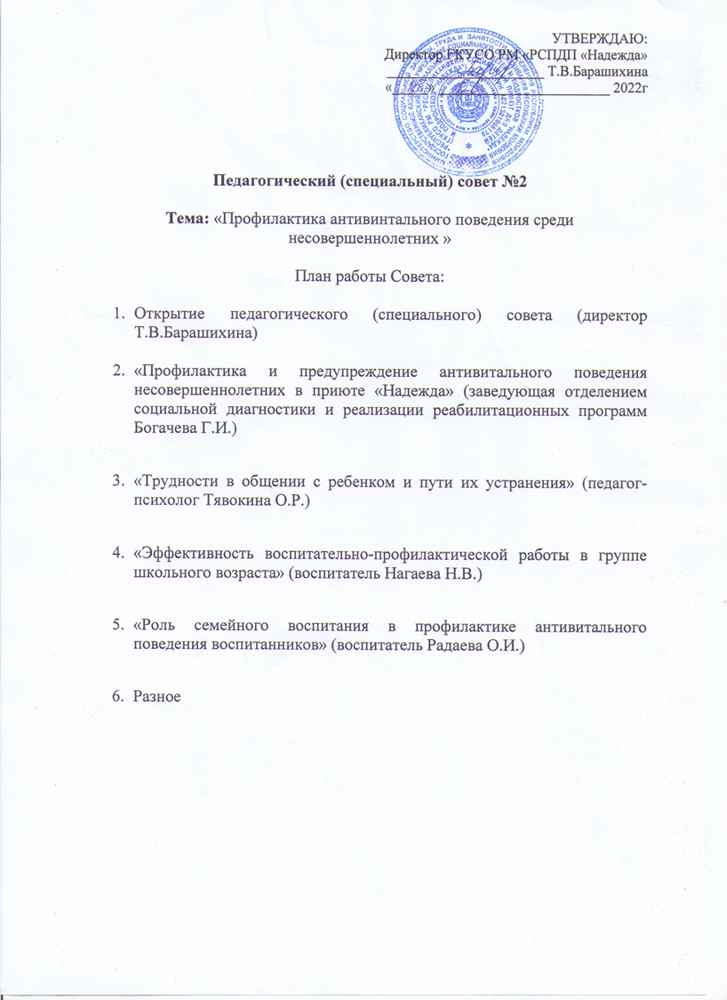 УТВЕРЖДАЮ:
Директор ГКУСО РМ «РСПДП «Надежда»
Т.В.Барашихина
« » 2022г
Педагогический (специальный) совет №2
Тема: «Профилактика антивинтального поведения среди
несовершеннолетних »
План работы Совета:
1. Открытие педагогического (специального) совета (директор
Т.В.Барашихина)
2. «Профилактика и предупреждение антивитального поведения
несовершеннолетних в приюте «Надежда» (заведующая отделением
социальной диагностики и реализации реабилитационных программ
Богачева Г.И.)
3. «Трудности в общении с ребенком и пути их устранения» (педагог-
психолог Тявокина О.Р.)
4. «Эффективность воспитательно-профилактической работы в группе
школьного возраста» (воспитатель Нагаева Н.В.)
5. «Роль семейного воспитания в профилактике антивитального
поведения воспитанников» (воспитатель Радаева О.И.)
6. Разное